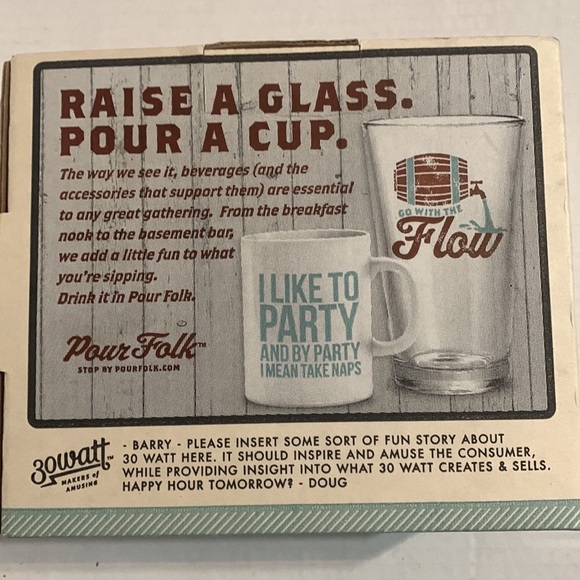 RAISE A GLASS.
POUR A CUP.
The way we see it, beverages (and the
accessories that support them) are essential
to any great gathering. From the breakfast
nook to the basement bar,
we add a little fun to what
you're sipping.
Drink it in Pour Folk.
Pour Folk™
STOP BY POURFOLK.COM
I LIKE TO
PARTY
AND BY PARTY
I MEAN TAKE NAPS
GO WITH THE
Flow
30watt™
MAKERS of
AMUSING
- BARRY - PLEASE INSERT SOME SORT OF FUN STORY ABOUT
30 WATT HERE. IT SHOULD INSPIRE AND AMUSE THE CONSUMER,
WHILE PROVIDING INSIGHT INTO WHAT 30 WATT CREATES & SELLS.
HAPPY HOUR TOMORROW? - DOUG